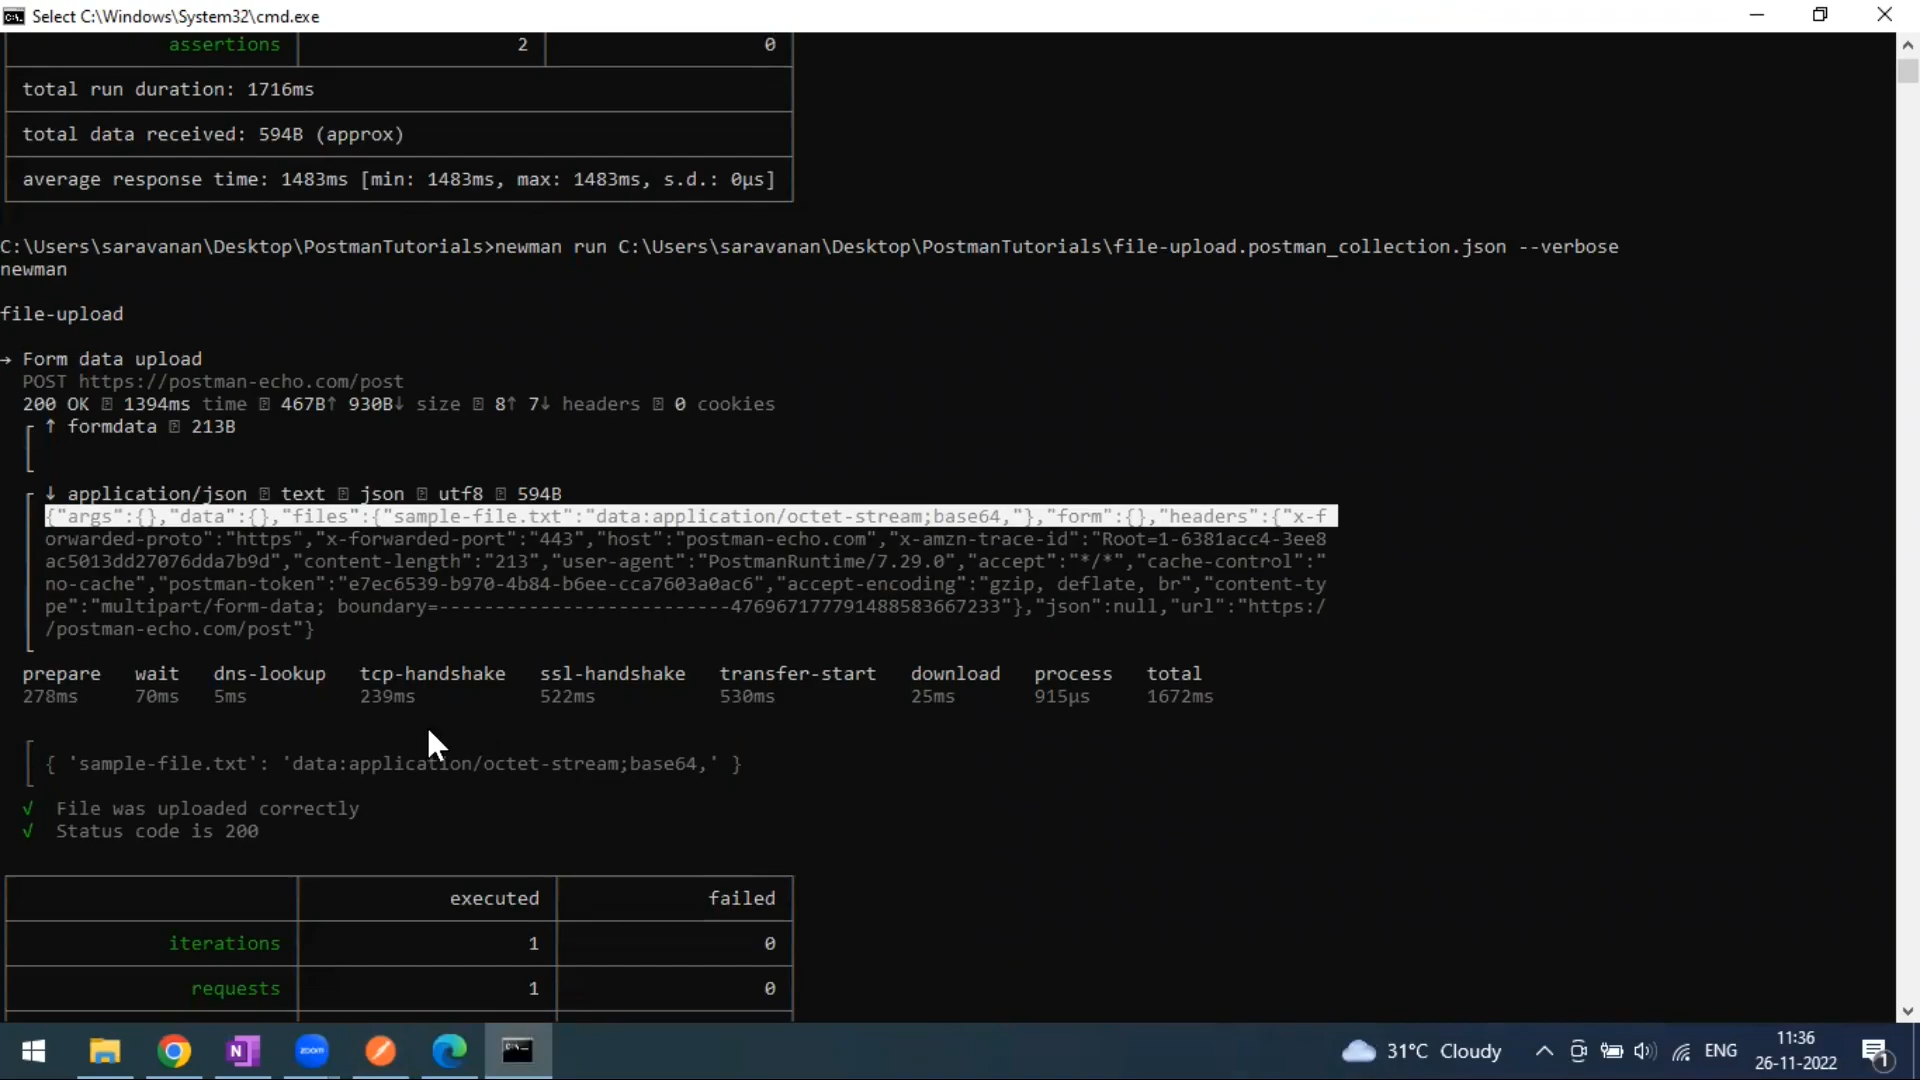 Select C:\Windows\System32\cmd.exe
assertions 2 0
total run duration: 1716ms
total data received: 594B (approx)
average response time: 1483ms [min: 1483ms, max: 1483ms, s.d.: 0µs]
C:\Users\saravanan\Desktop\PostmanTutorials>newman run C:\Users\saravanan\Desktop\PostmanTutorials\file-upload.postman_collection.json --verbose
newman
file-upload
→ Form data upload
POST https://postman-echo.com/post
200 OK 1394ms time 467B↑ 930B↓ size 8↑ 7↓ headers 0 cookies
↑ formdata 213B
↓ application/json text json utf8 594B
{"args":{},"data":{},"files":{"sample-file.txt":"data:application/octet-stream;base64,"},"form":{},"headers":{"x-f
orwarded-proto":"https","x-forwarded-port":"443","host":"postman-echo.com","x-amzn-trace-id":"Root=1-6381acc4-3ee8
ac5013dd27076dda7b9d","content-length":"213","user-agent":"PostmanRuntime/7.29.0","accept":"*/*","cache-control":"
no-cache","postman-token":"e7ec6539-b970-4b84-b6ee-cca7603a0ac6","accept-encoding":"gzip, deflate, br","content-ty
pe":"multipart/form-data; boundary=--------------------------476967177791488583667233"},"json":null,"url":"https:/
/postman-echo.com/post"}
prepare wait dns-lookup tcp-handshake ssl-handshake transfer-start download process total
278ms 70ms 5ms 239ms 522ms 530ms 25ms 915µs 1672ms
{ 'sample-file.txt': 'data:application/octet-stream;base64,' }
√ File was uploaded correctly
√ Status code is 200
executed failed
iterations 1 0
requests 1 0
31°C Cloudy ENG 11:36
26-11-2022 1
zoom